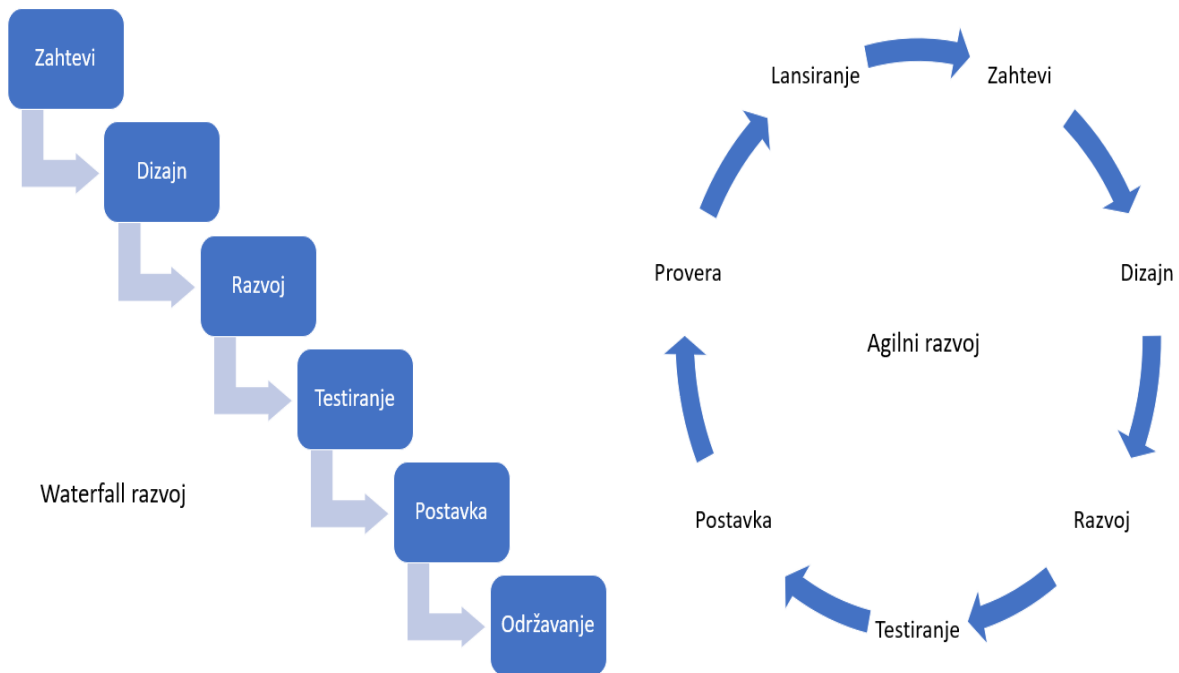 Zahtevi
Dizajn
Razvoj
Testiranje
Postavka
Održavanje
Waterfall razvoj
Lansiranje
Zahtevi
Dizajn
Razvoj
Testiranje
Postavka
Provera
Agilni razvoj